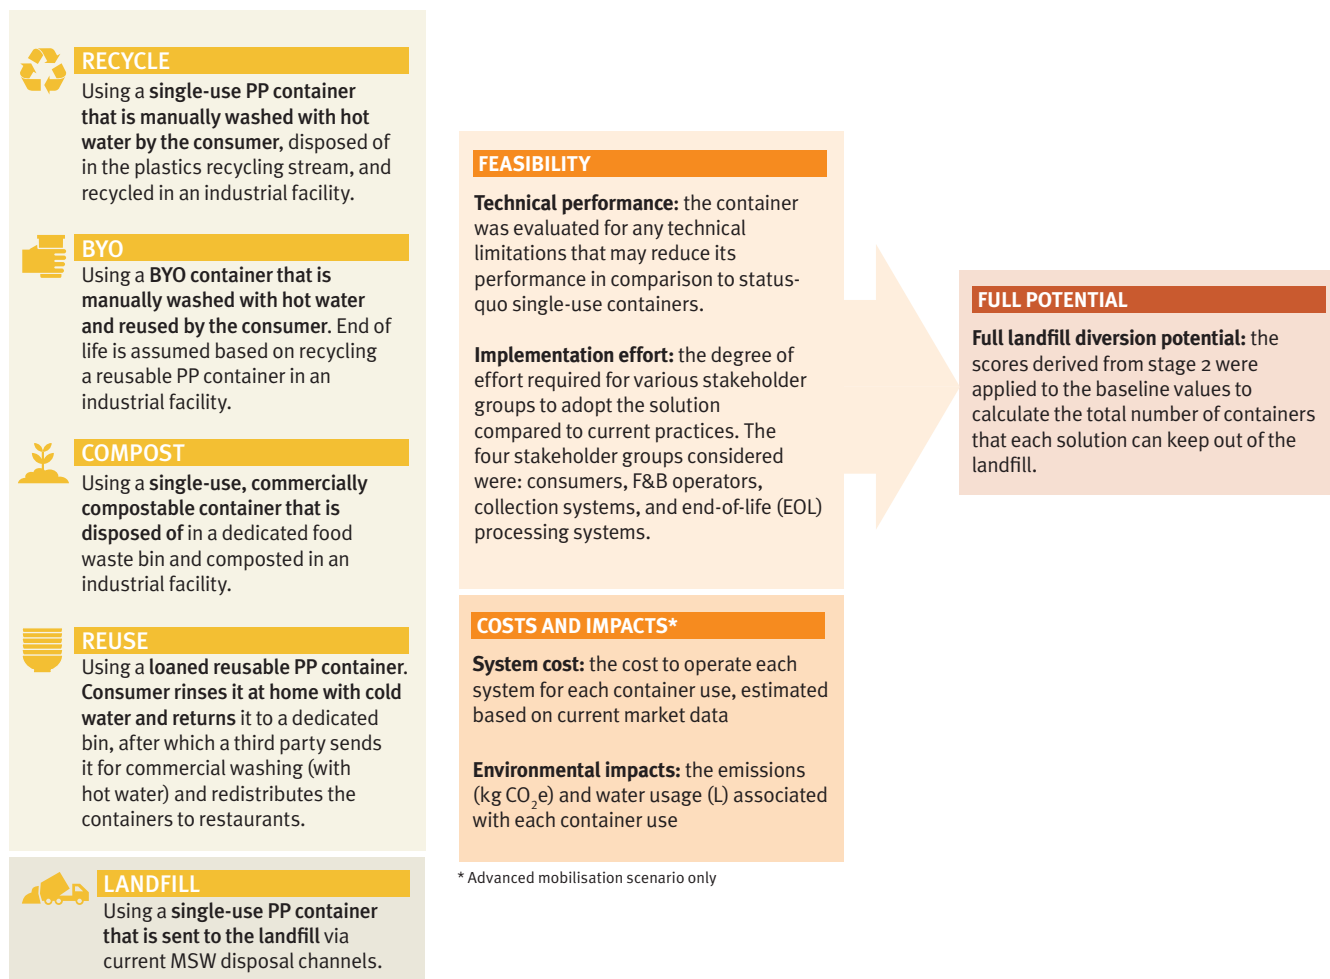 RECYCLE
Using a single-use PP container
that is manually washed with hot
water by the consumer, disposed of
in the plastics recycling stream, and
recycled in an industrial facility.
BYO
Using a BYO container that is
manually washed with hot water
and reused by the consumer. End of
life is assumed based on recycling
a reusable PP container in an
industrial facility.
COMPOST
Using a single-use, commercially
compostable container that is
disposed of in a dedicated food
waste bin and composted in an
industrial facility.
REUSE
Using a loaned reusable PP container.
Consumer rinses it at home with cold
water and returns it to a dedicated
bin, after which a third party sends
it for commercial washing (with
hot water) and redistributes the
containers to restaurants.
LANDFILL
Using a single-use PP container
that is sent to the landfill via
current MSW disposal channels.
FEASIBILITY
Technical performance: the container
was evaluated for any technical
limitations that may reduce its
performance in comparison to status-
quo single-use containers.
Implementation effort: the degree of
effort required for various stakeholder
groups to adopt the solution
compared to current practices. The
four stakeholder groups considered
were: consumers, F&B operators,
collection systems, and end-of-life (EOL)
processing systems.
COSTS AND IMPACTS*
System cost: the cost to operate each
system for each container use, estimated
based on current market data
Environmental impacts: the emissions
(kg CO₂e) and water usage (L) associated
with each container use
* Advanced mobilisation scenario only
FULL POTENTIAL
Full landfill diversion potential: the
scores derived from stage 2 were
applied to the baseline values to
calculate the total number of containers
that each solution can keep out of the
landfill.